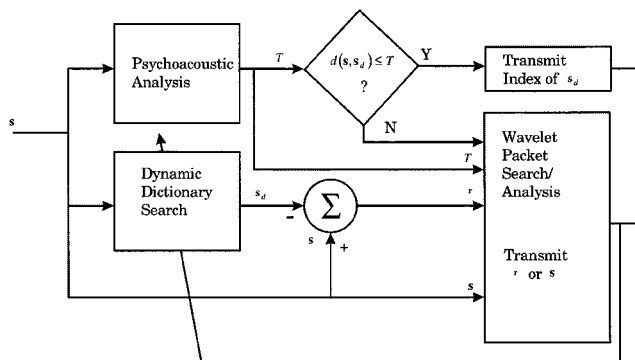 Psychoacoustic
Analysis
T
d(s,s_d) ≤ T
?
Y
Transmit
Index of s_d
s
N
Wavelet
Packet
Search/
Analysis
T
Dynamic
Dictionary
Search
s_d
−
Σ
r
s
+
Transmit
r or s
s